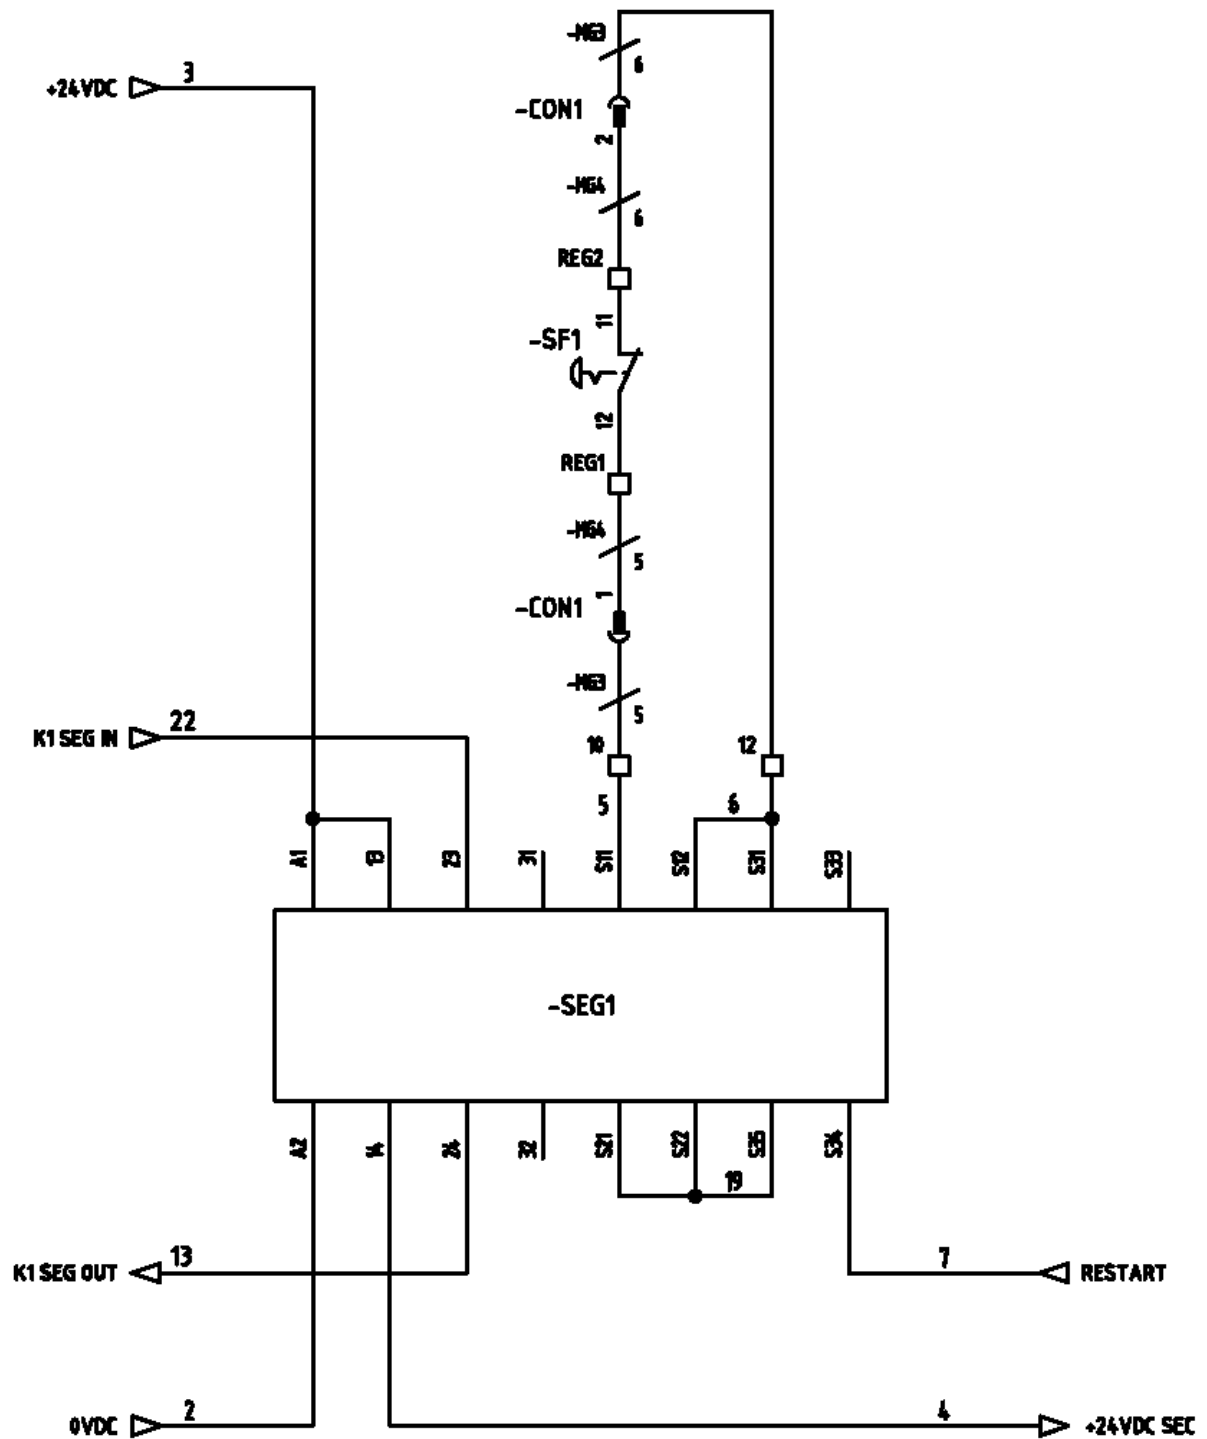 -MG3
6
3
+24VDC
-CON1
2
-MG4
6
REG2
11
-SF1
12
REG1
-MG4
5
1
-CON1
-MG3
5
22
K1 SEG IN
16
12
5
6
A1
13
23
31
S11
S12
S31
S33
-SEG1
A2
14
24
32
S21
S22
S35
S34
19
13
K1 SEG OUT
7
RESTART
2
0VDC
4
+24VDC SEC